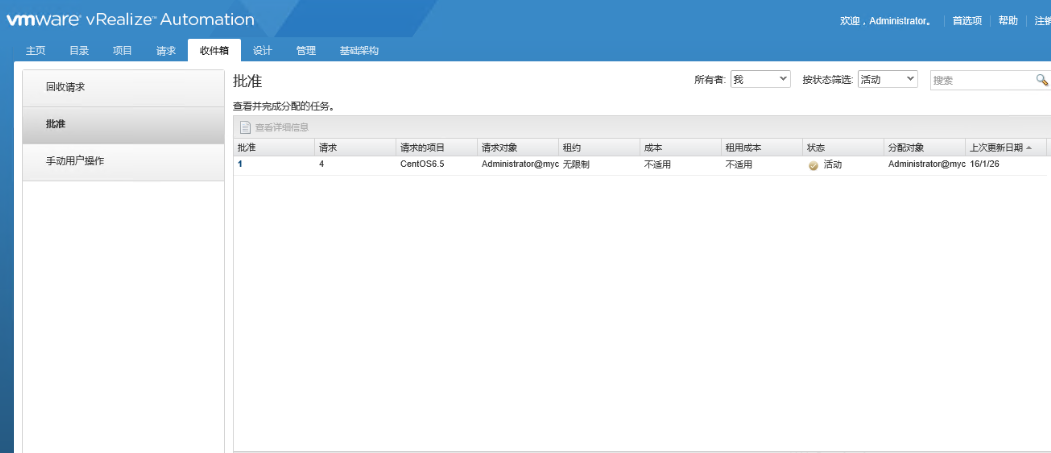 vmware® vRealize™ Automation
欢迎，Administrator。 首选项 帮助 注销
主页 目录 项目 请求 收件箱 设计 管理 基础架构
回收请求
批准
手动用户操作
批准
所有者: 我 按状态筛选: 活动 搜索
查看并完成分配的任务。
查看详细信息
批准 请求 请求的项目 请求对象 租约 成本 租用成本 状态 分配对象 上次更新日期
1 4 CentOS6.5 Administrator@myc 无限制 不适用 不适用 活动 Administrator@myc 16/1/26